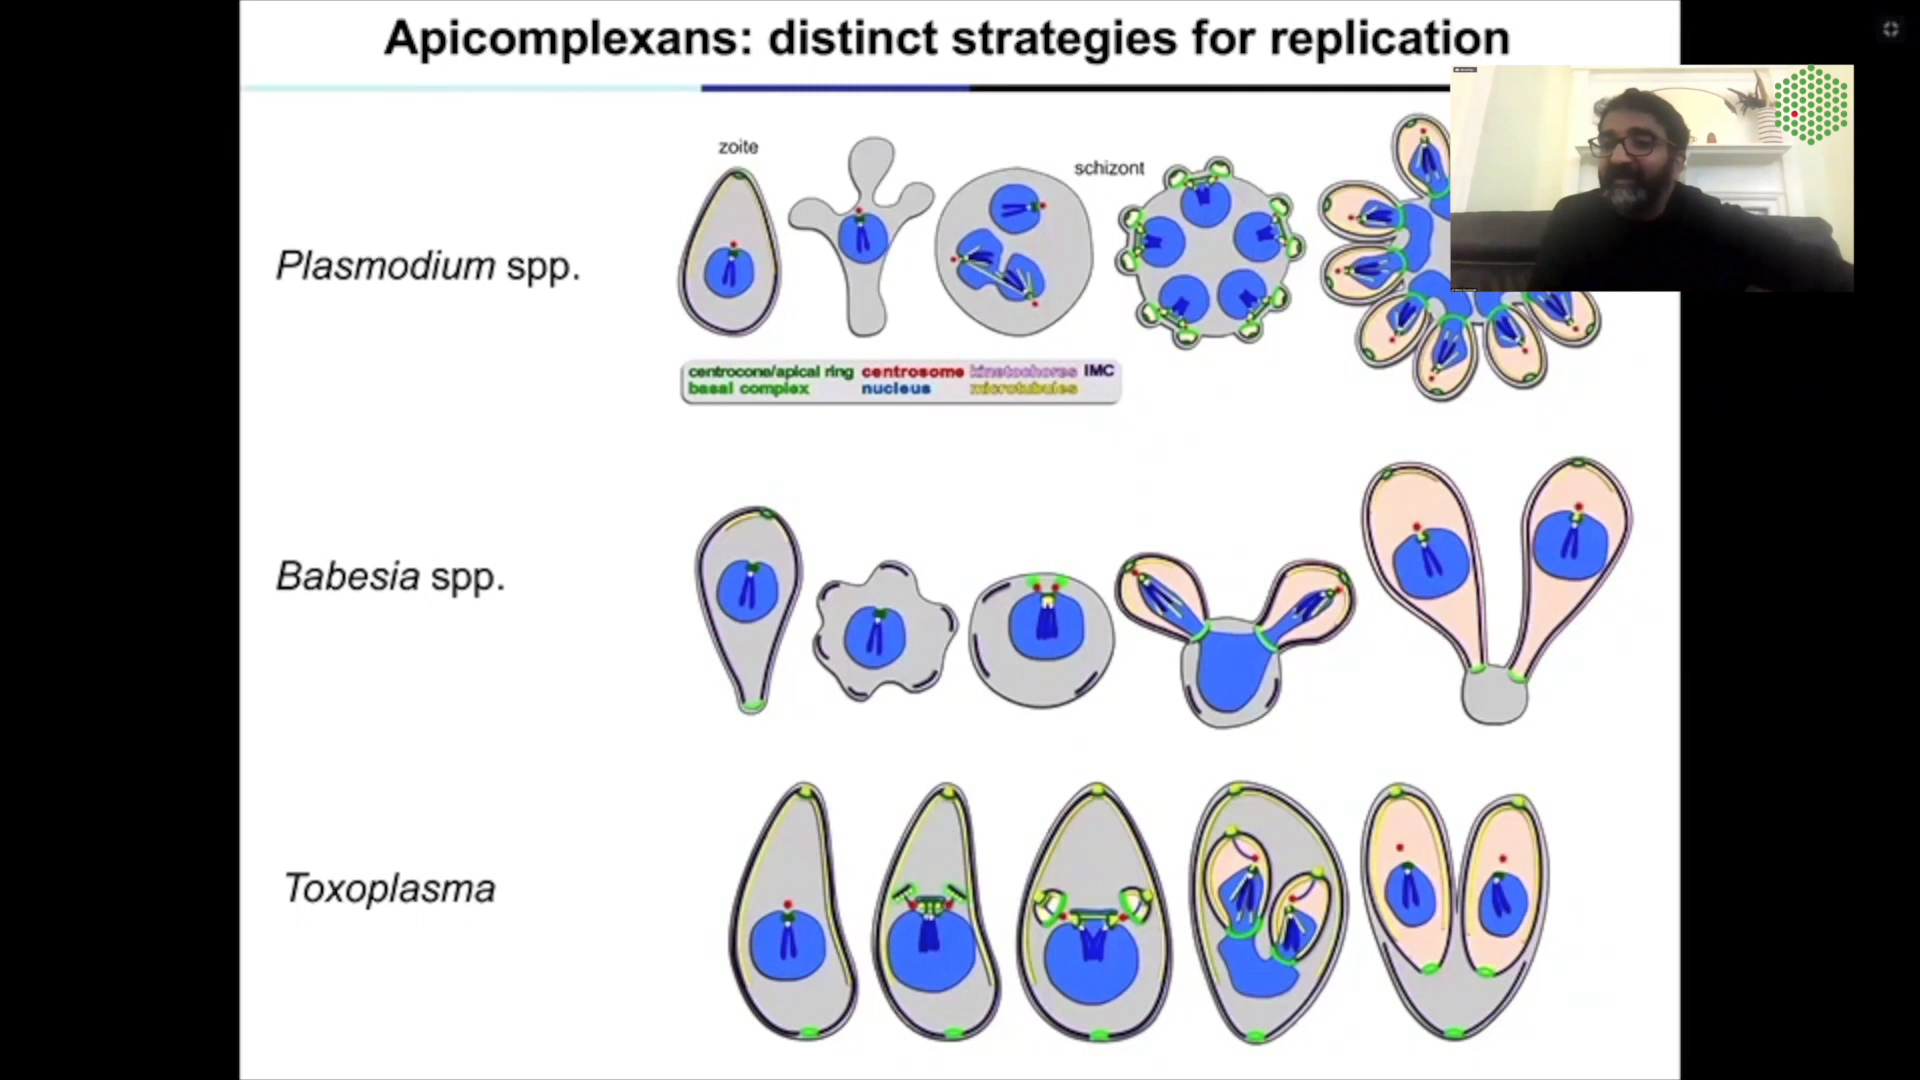 Apicomplexans: distinct strategies for replication
zoite
schizont
Plasmodium spp.
centrocone/apical ring centrosome kinetochores IMC
basal complex nucleus microtubules
Babesia spp.
Toxoplasma